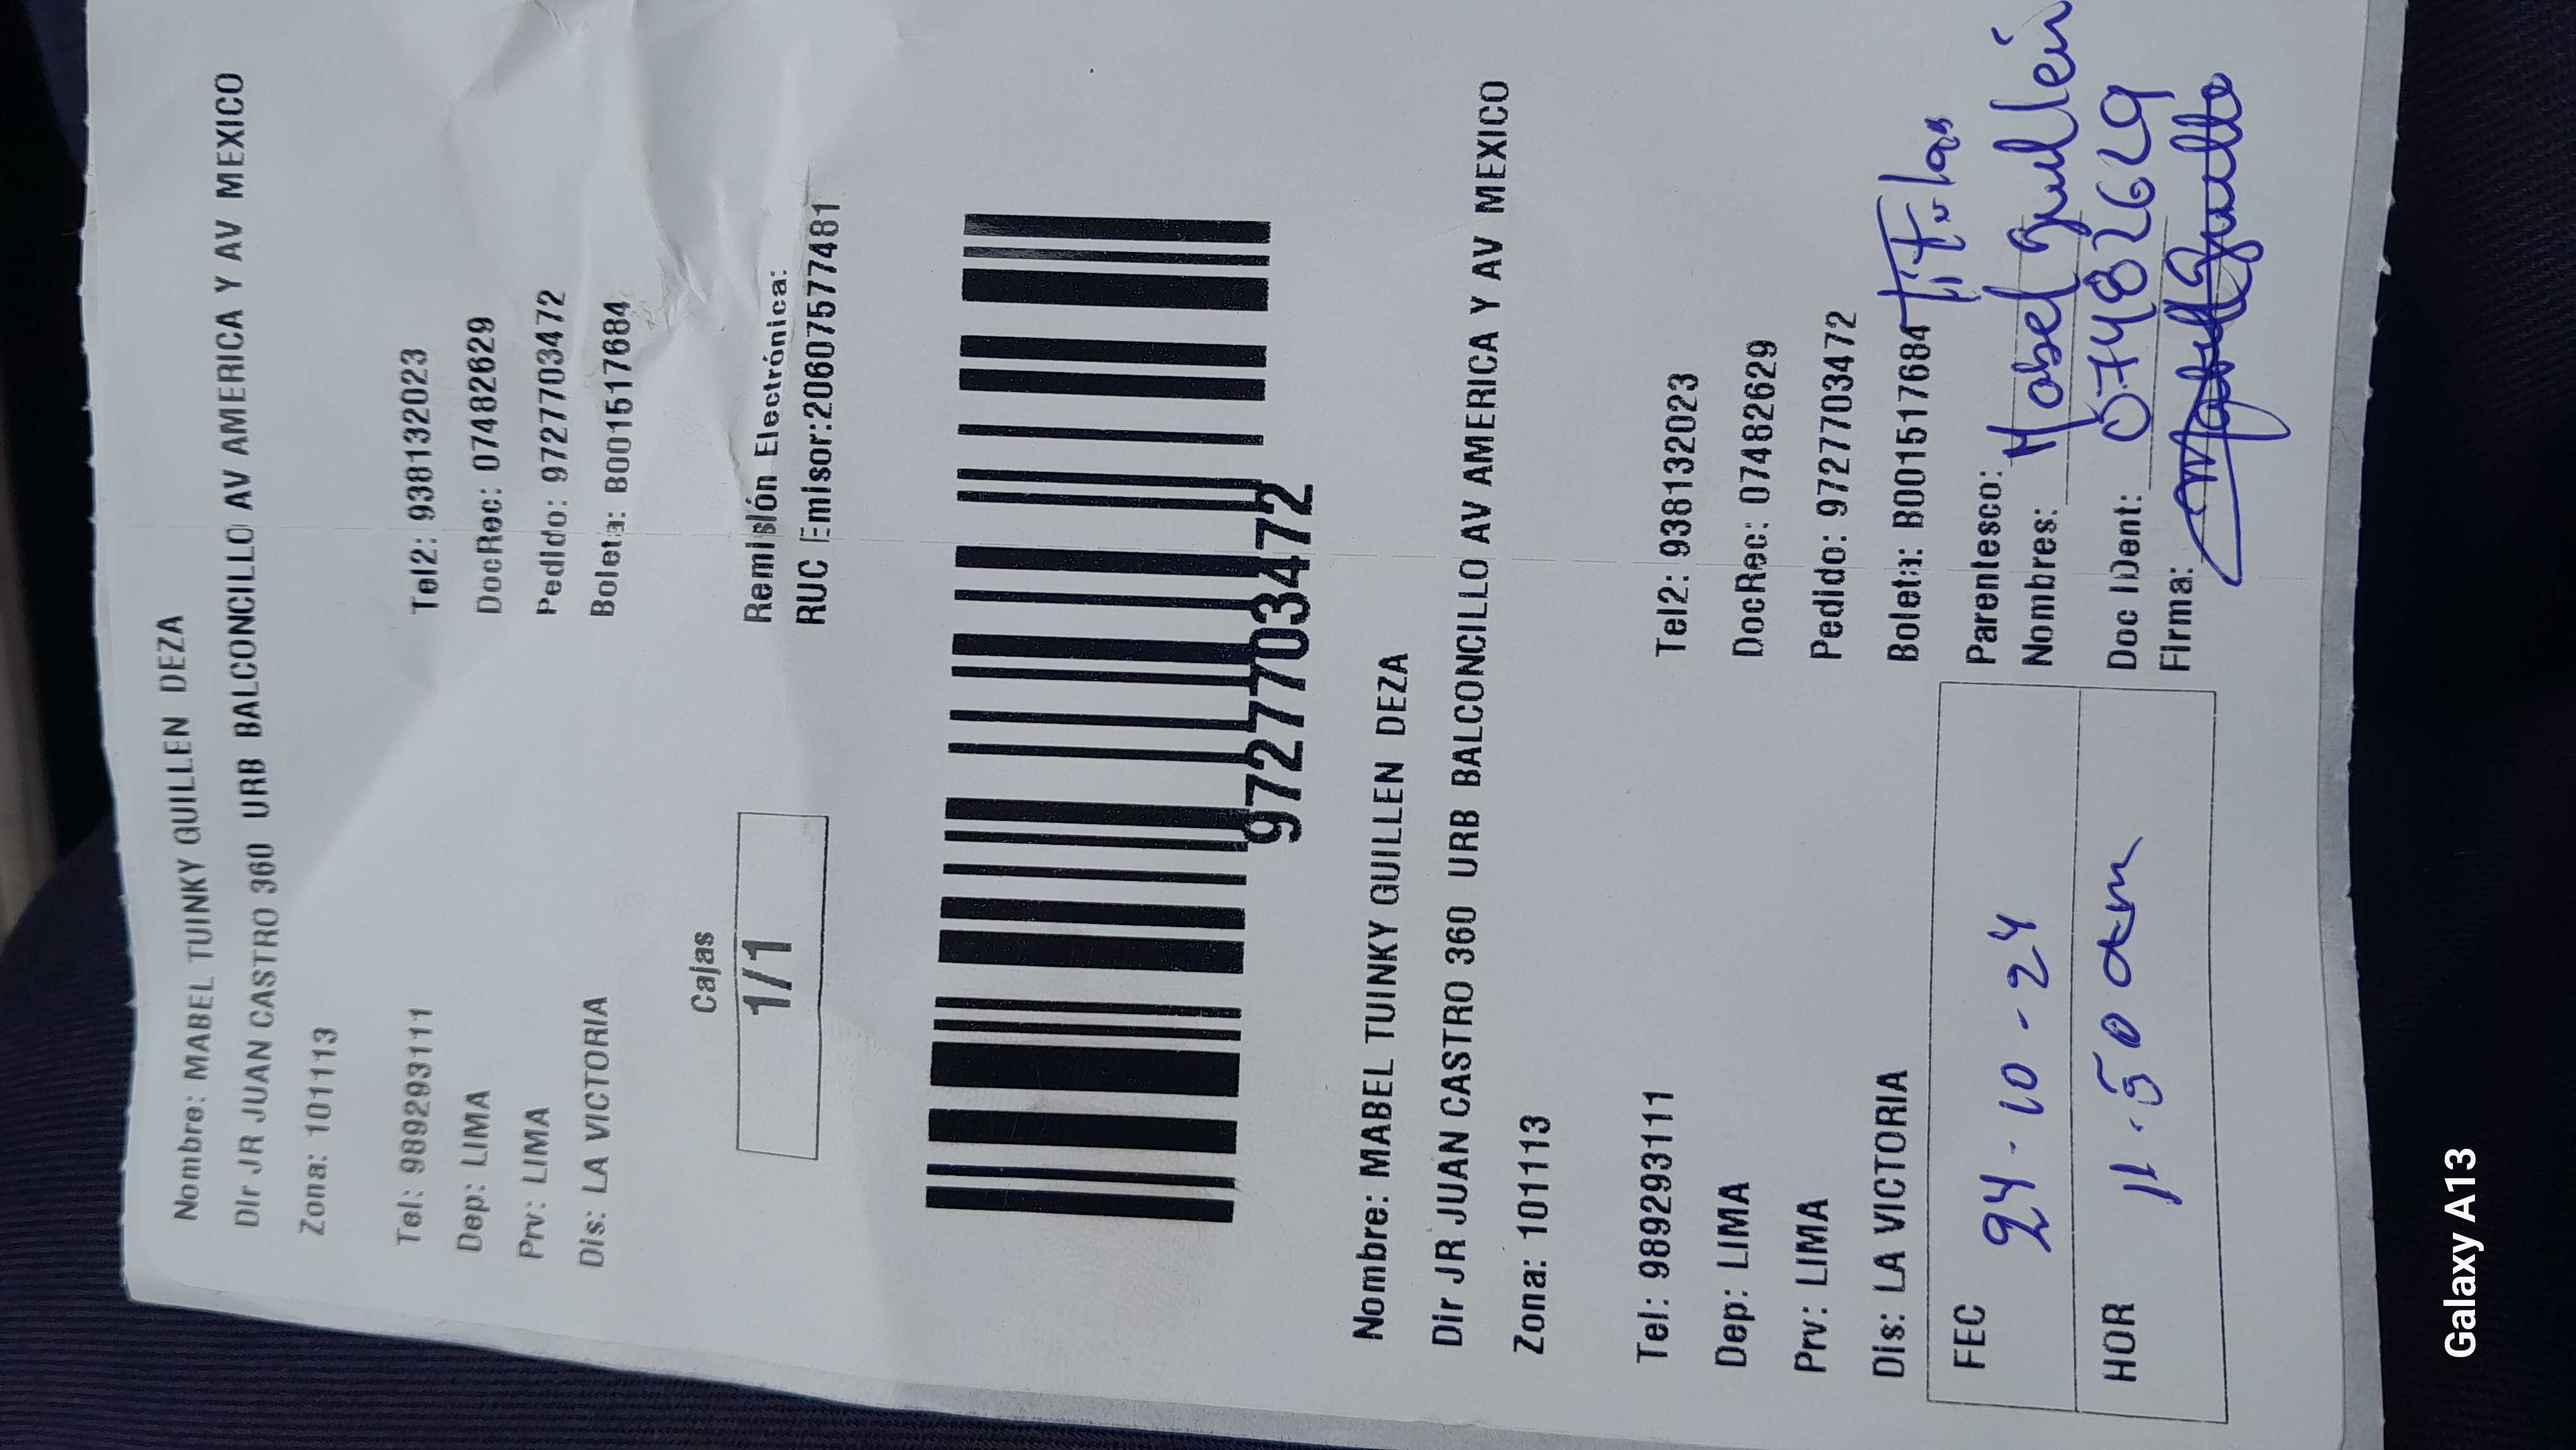 Nombre: MABEL TUINKY GUILLEN DEZA
Dir JR JUAN CASTRO 360 URB BALCONCILLO AV AMERICA Y AV MEXICO
Zona: 101113
Tel: 989293111 Tel2: 938132023
Dep: LIMA DocRec: 07482629
Prv: LIMA Pedido: 972770347​2
Dis: LA VICTORIA Boleta: B001517684
Cajas
1/1
Remisión Electrónica:
RUC Emisor:20607577481
9727703472
Nombre: MABEL TUINKY GUILLEN DEZA
Dir JR JUAN CASTRO 360 URB BALCONCILLO AV AMERICA Y AV MEXICO
Zona: 101113
Tel: 989293111 Tel2: 938132023
Dep: LIMA DocRec: 07482629
Prv: LIMA Pedido: 9727703472
Dis: LA VICTORIA Boleta: B001517684
FEC 24-10-24
HOR 11:50 am
Parentesco: Titular
Nombres: Mabel Guillén
Doc IDent: 07482629
Firma:
Galaxy A13